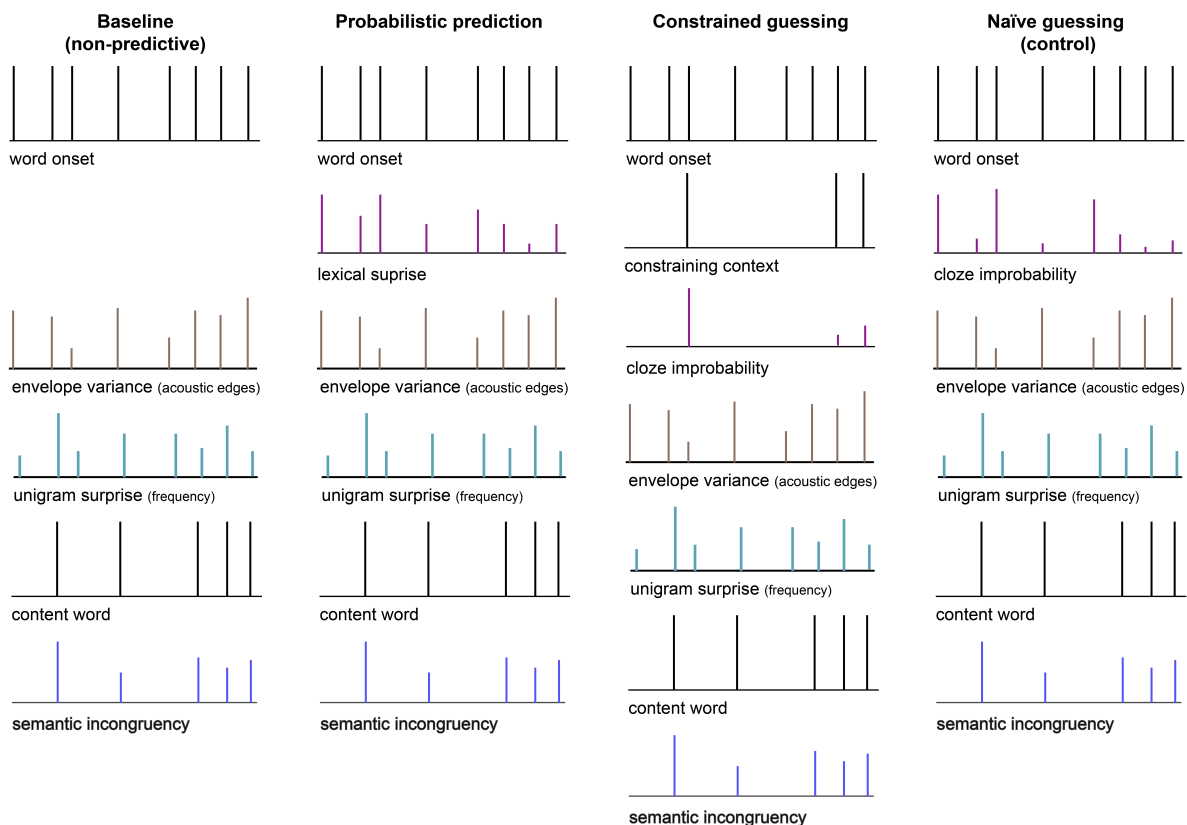 Baseline
(non-predictive)
word onset
envelope variance (acoustic edges)
unigram surprise (frequency)
content word
semantic incongruency
Probabilistic prediction
word onset
lexical suprise
envelope variance (acoustic edges)
unigram surprise (frequency)
content word
semantic incongruency
Constrained guessing
word onset
constraining context
cloze improbability
envelope variance (acoustic edges)
unigram surprise (frequency)
content word
semantic incongruency
Naïve guessing
(control)
word onset
cloze improbability
envelope variance (acoustic edges)
unigram surprise (frequency)
content word
semantic incongruency